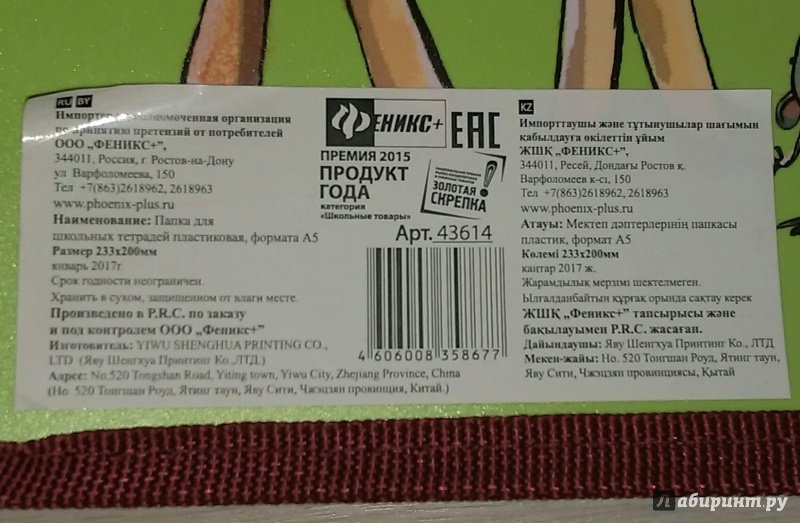 RU BY
Импортер уполномоченная организация
по принятию претензий от потребителей
ООО „ФЕНИКС+”,
344011, Россия, г. Ростов-на-Дону
ул Варфоломеева, 150
Тел +7(863)2618962, 2618963
www.phoenix-plus.ru
Наименование: Папка для
школьных тетрадей пластиковая, формата А5
Размер 233х200мм
январь 2017г
Срок годности неограничен.
Хранить в сухом, защищенном от влаги месте.
Произведено в P.R.C. по заказу
и под контролем ООО „Феникс+”
Изготовитель: YIWU SHENGHUA PRINTING CO.,
LTD (Яву Шенгхуа Принтинг Ко.,ЛТД.)
Адрес: No.520 Tongshan Road, Yiting town, Yiwu City, Zhejiang Province, China
(Но. 520 Тонгшан Роуд, Ятинг таун, Яву Сити, Чжэцзян провинция, Китай.)
ФЕНИКС+
ЕАС
ПРЕМИЯ 2015
ПРОДУКТ
ГОДА
категория
«Школьные товары»
ЗОЛОТАЯ
СКРЕПКА
Арт. 43614
4 606008 358677
KZ
Импорттаушы және тұтынушылар шағымын
қабылдауға өкілеттін ұйым
ЖШҚ „ФЕНИКС+”,
344011, Ресей, Дондағы Ростов қ.
Варфоломеев к-сі, 150
Тел +7(863)2618962, 2618963
www.phoenix-plus.ru
Атауы: Мектеп дәптерлерінің папкасы
пластик, формат А5
Көлемі 233х200мм
кантар 2017 ж.
Жарамдылық мерзімі шектелмеген.
Ылғалданбайтын құрғақ орында сақтау керек
ЖШҚ „Феникс+” тапсырысы және
бақылауымен P.R.C. жасаған.
Дайындаушы: Яву Шенгхуа Принтинг Ко., ЛТД
Мекен-жайы: Но. 520 Тонгшан Роуд, Ятинг таун,
Яву Сити, Чжэцзян провинциясы, Қытай
Лабиринт.ру